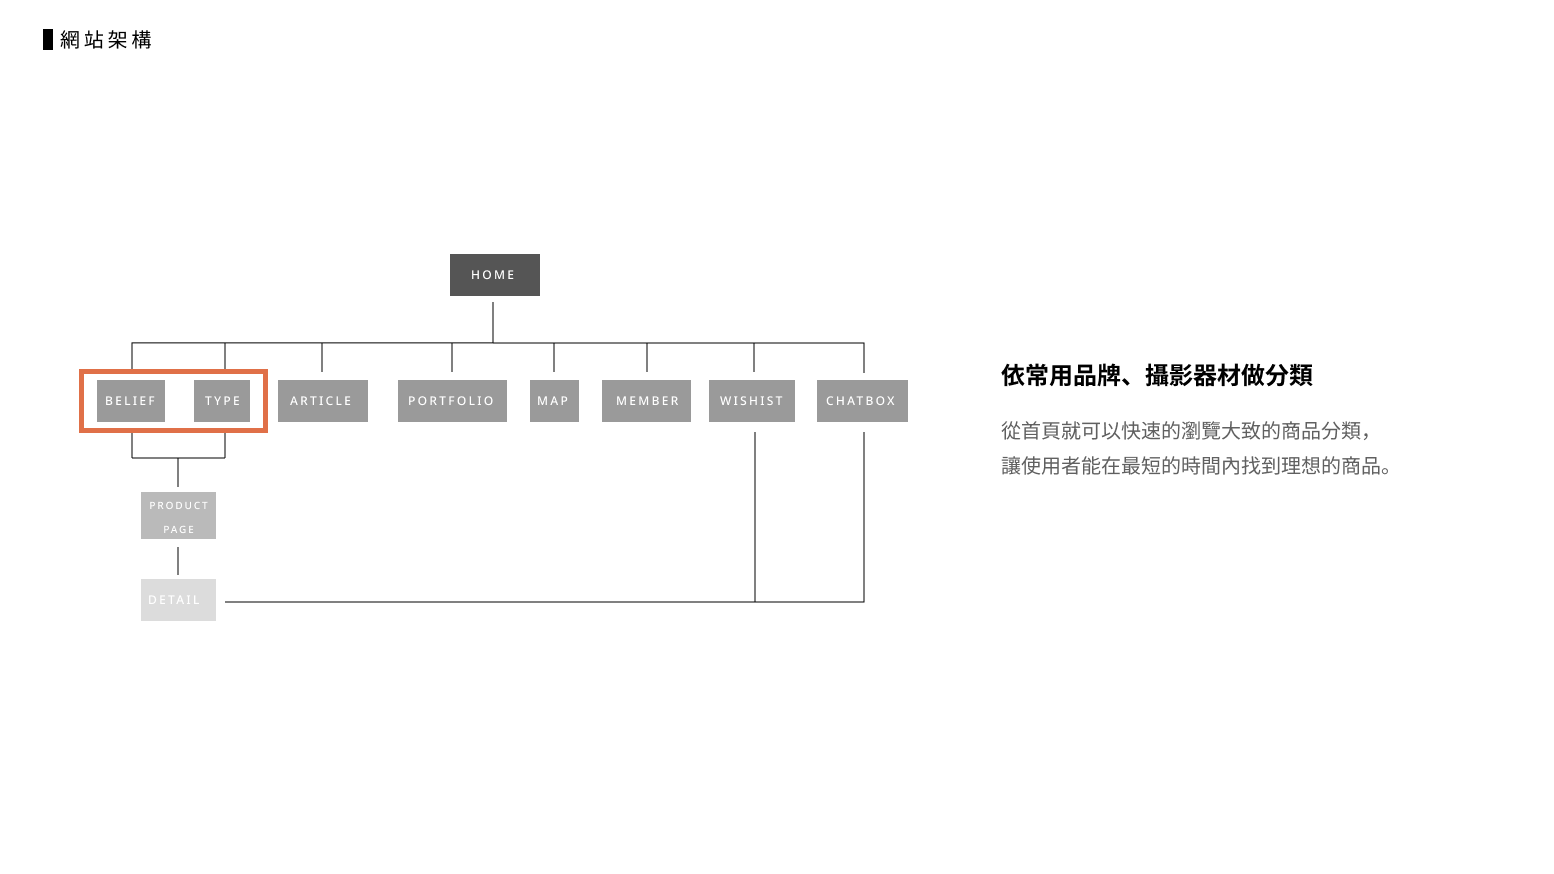 網站架構
HOME
BELIEF TYPE ARTICLE PORTFOLIO MAP MEMBER WISHIST CHATBOX
PRODUCT
PAGE
DETAIL
依常用品牌、攝影器材做分類
從首頁就可以快速的瀏覽大致的商品分類，
讓使用者能在最短的時間內找到理想的商品。